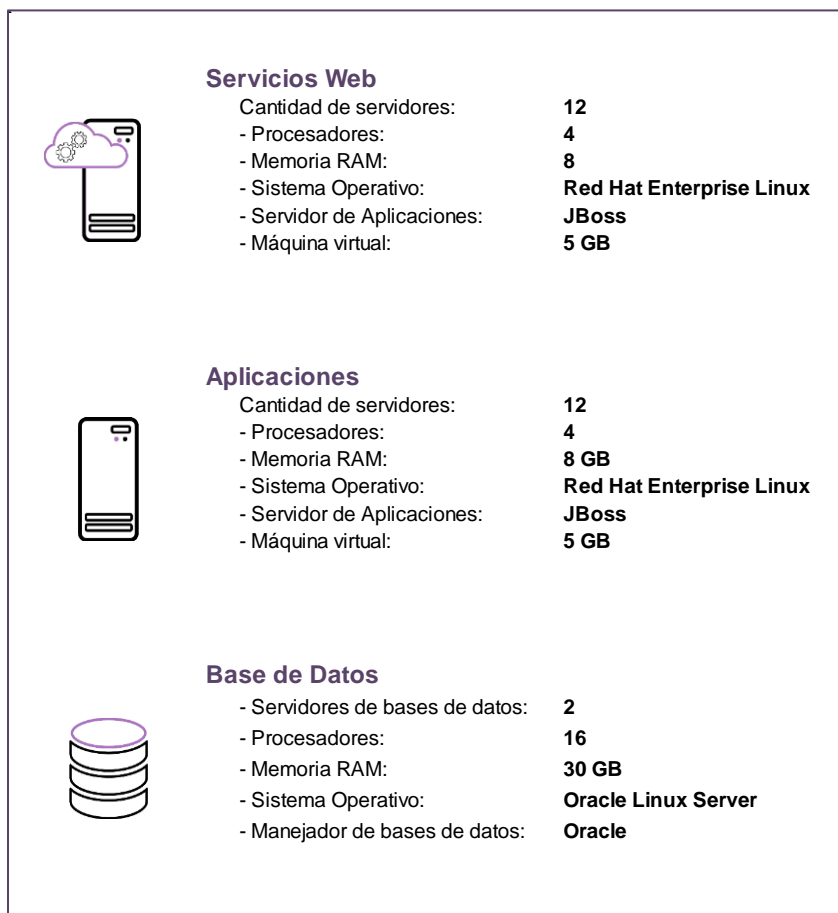 Servicios Web
Cantidad de servidores: 12
- Procesadores: 4
- Memoria RAM: 8
- Sistema Operativo: Red Hat Enterprise Linux
- Servidor de Aplicaciones: JBoss
- Máquina virtual: 5 GB
Aplicaciones
Cantidad de servidores: 12
- Procesadores: 4
- Memoria RAM: 8 GB
- Sistema Operativo: Red Hat Enterprise Linux
- Servidor de Aplicaciones: JBoss
- Máquina virtual: 5 GB
Base de Datos
- Servidores de bases de datos: 2
- Procesadores: 16
- Memoria RAM: 30 GB
- Sistema Operativo: Oracle Linux Server
- Manejador de bases de datos: Oracle